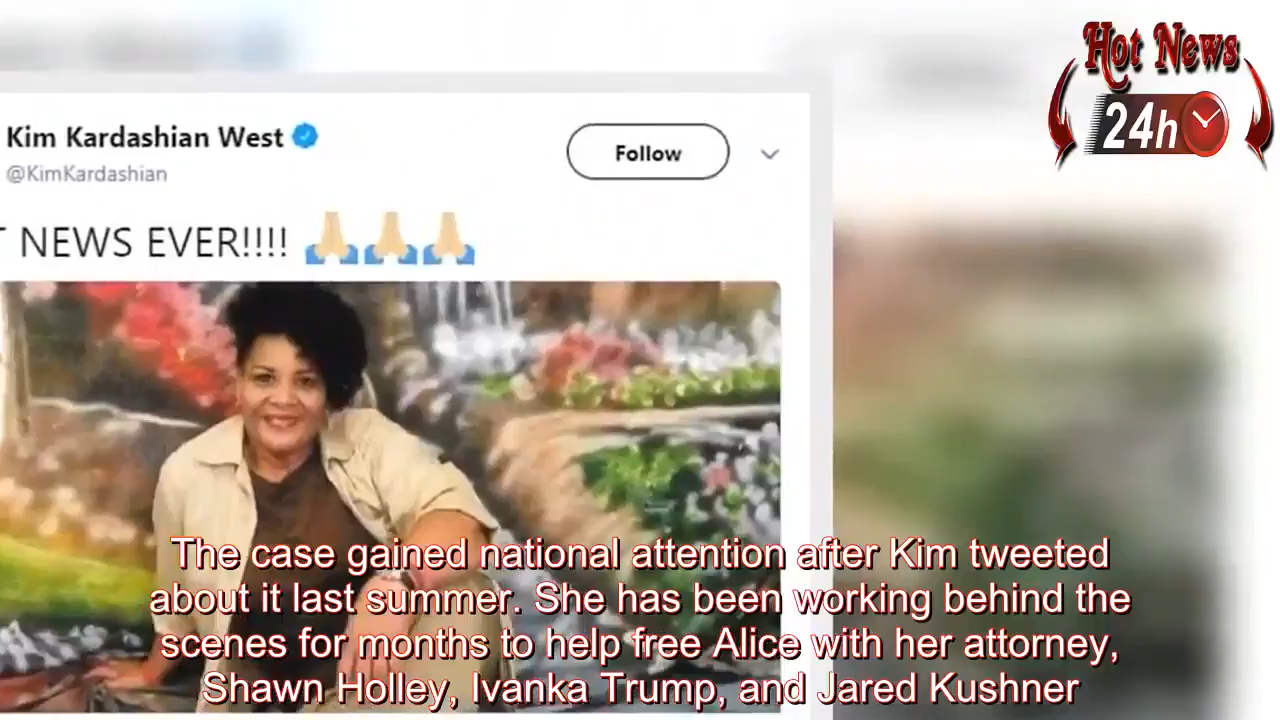 Hot News
24h
Kim Kardashian West
@KimKardashian
Follow
NEWS EVER!!!! 🙏🏼🙏🏼🙏🏼
The case gained national attention after Kim tweeted
about it last summer. She has been working behind the
scenes for months to help free Alice with her attorney,
Shawn Holley, Ivanka Trump, and Jared Kushner